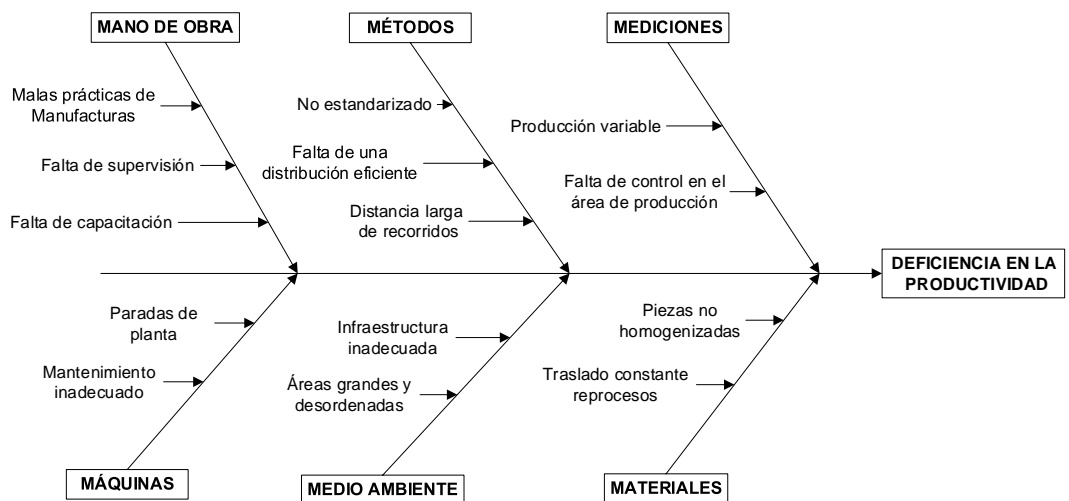 MANO DE OBRA
MÉTODOS
MEDICIONES
Malas prácticas de
Manufacturas
Falta de supervisión
Falta de capacitación
No estandarizado
Falta de una
distribución eficiente
Distancia larga
de recorridos
Producción variable
Falta de control en el
área de producción
DEFICIENCIA EN LA
PRODUCTIVIDAD
Paradas de
planta
Mantenimiento
inadecuado
Infraestructura
inadecuada
Áreas grandes y
desordenadas
Piezas no
homogenizadas
Traslado constante
reprocesos
MÁQUINAS
MEDIO AMBIENTE
MATERIALES